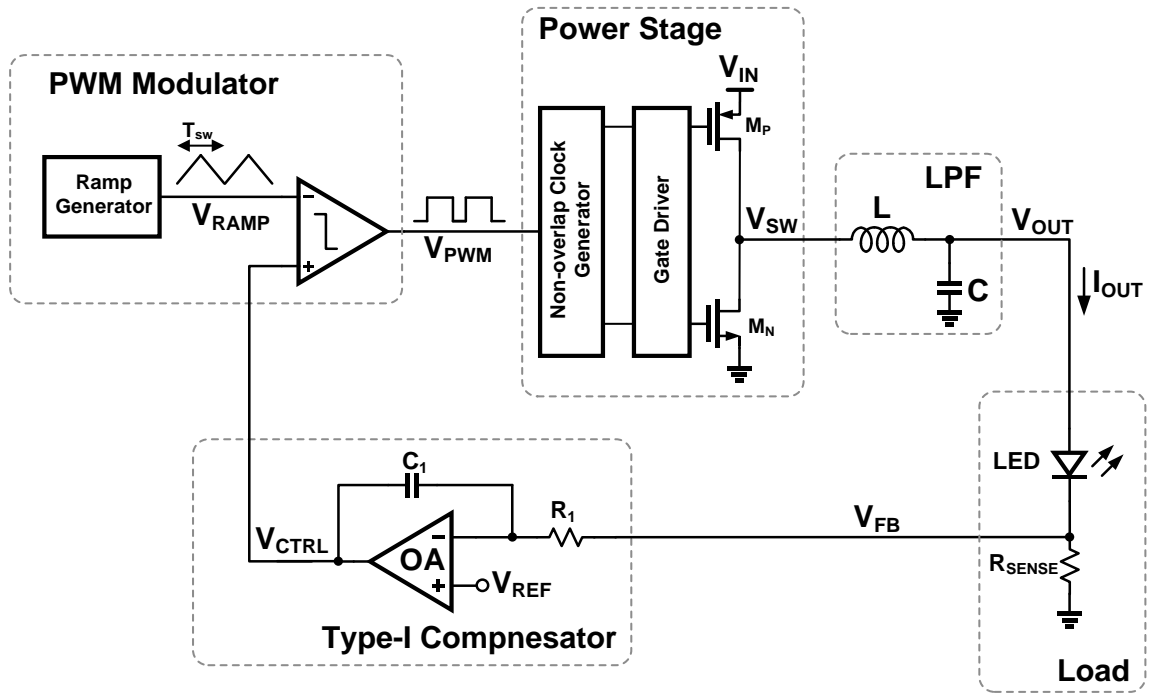 Power Stage
PWM Modulator
VIN
Tsw
MP
Ramp
Generator
VRAMP
VPWM
Non-overlap Clock
Generator
Gate Driver
VSW
MN
LPF
L
C
VOUT
IOUT
LED
VFB
RSENSE
Load
C1
R1
VCTRL
OA
VREF
Type-I Compnesator